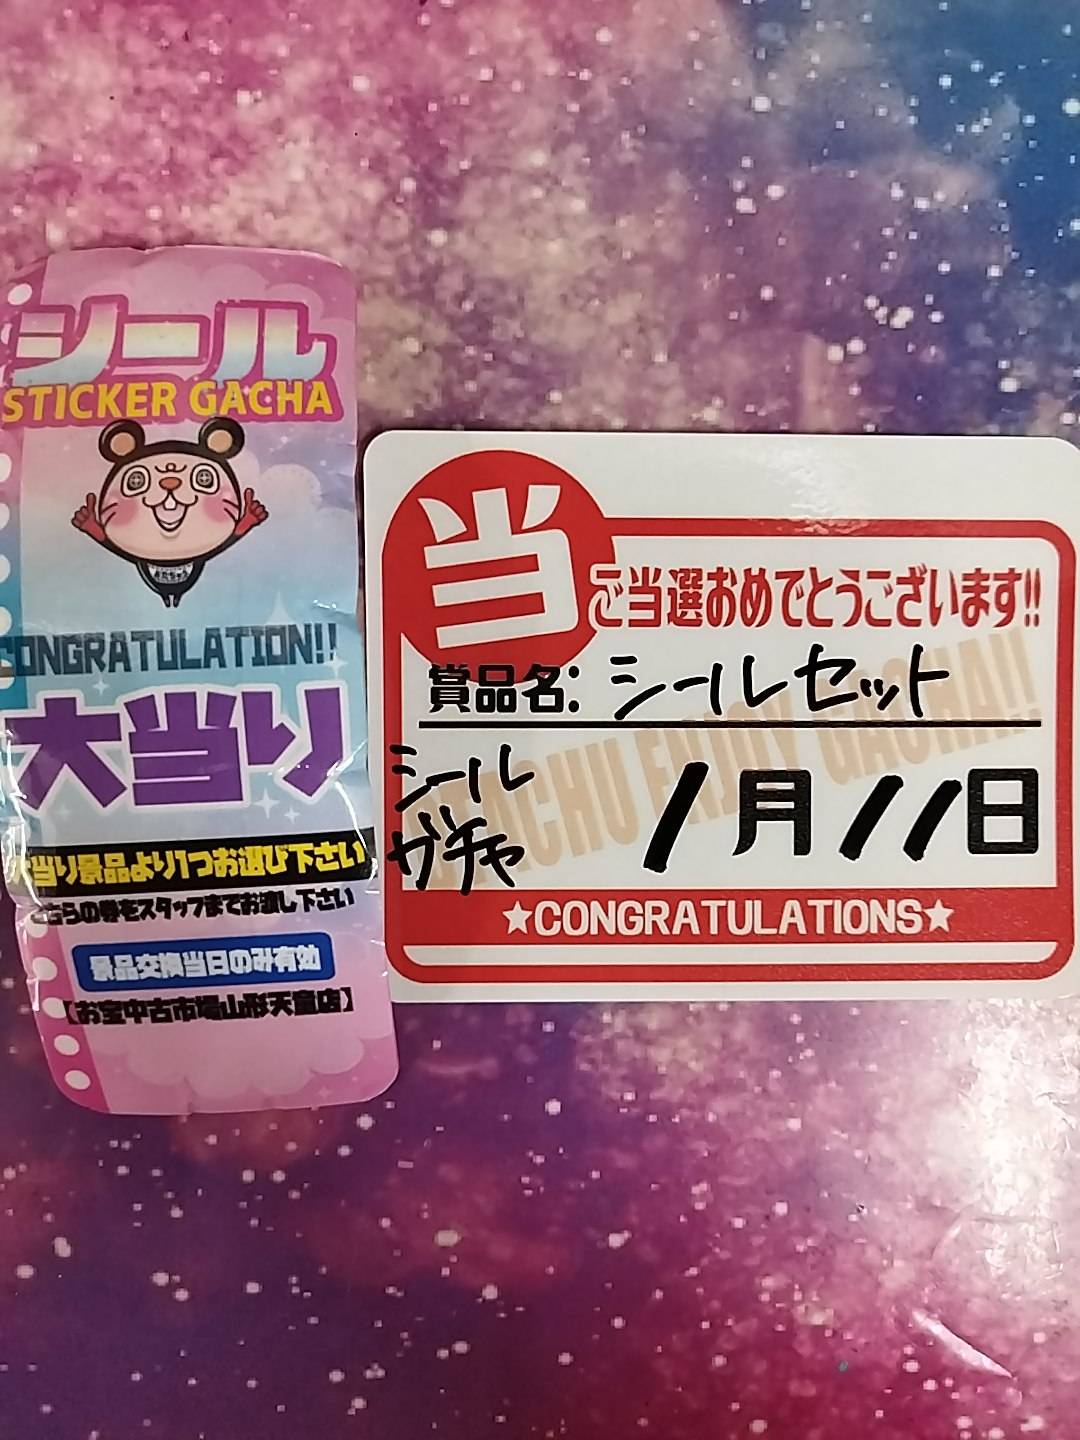 シール
STICKER GACHA
CONGRATULATION!!
大当り
大当り景品より1つお選び下さい
こちらの券をスタッフまでお渡し下さい
景品交換当日のみ有効
【お宝中古市場山形天童店】
当
ご当選おめでとうございます!!
賞品名: シールセット
シール
ガチャ
1月11日
ENJOY GACHA!!
★CONGRATULATIONS★